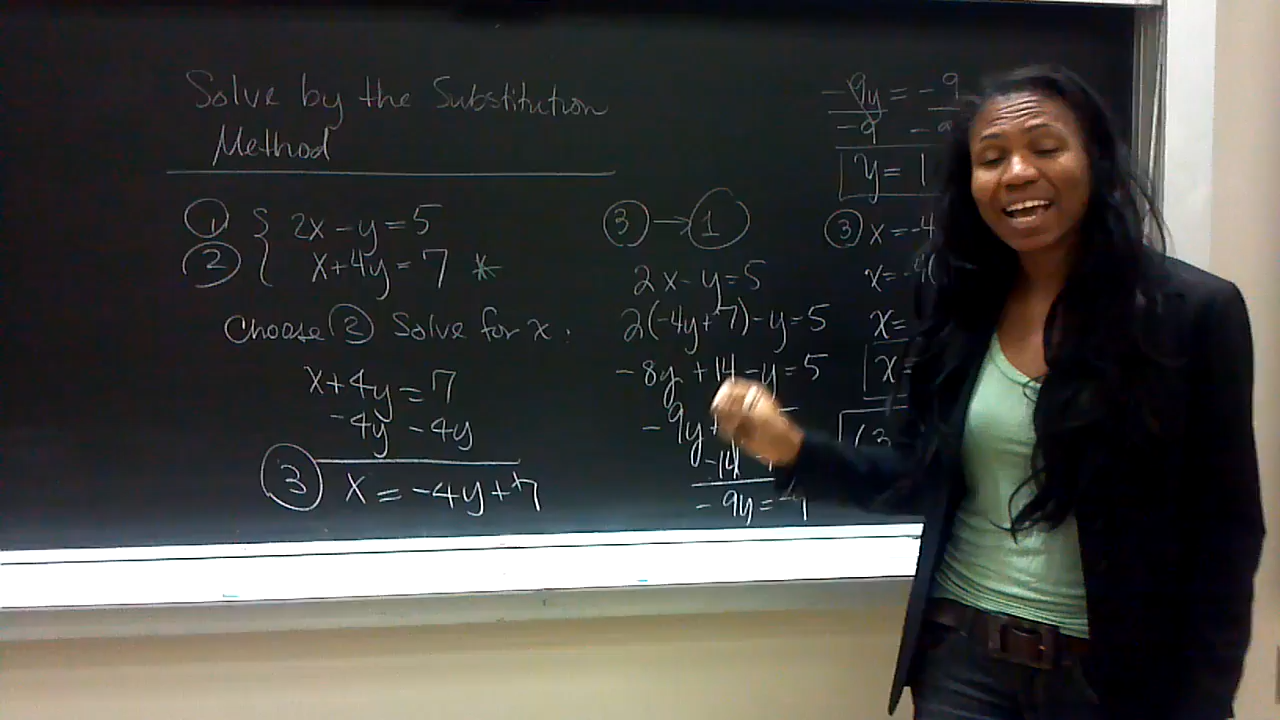 Solve by the Substitution
Method
① { 2x - y = 5
② { x + 4y = 7 *
Choose ② Solve for x.
x + 4y = 7
-4y -4y
③ x = -4y + 7
③ → ①
2x - y = 5
2(-4y + 7) - y = 5
-8y + 14 - y = 5
-9y +
-14
-9y = -9
-9y = -9
-9
y = 1
③ x = -4
x = -4(
x =
x =
(3